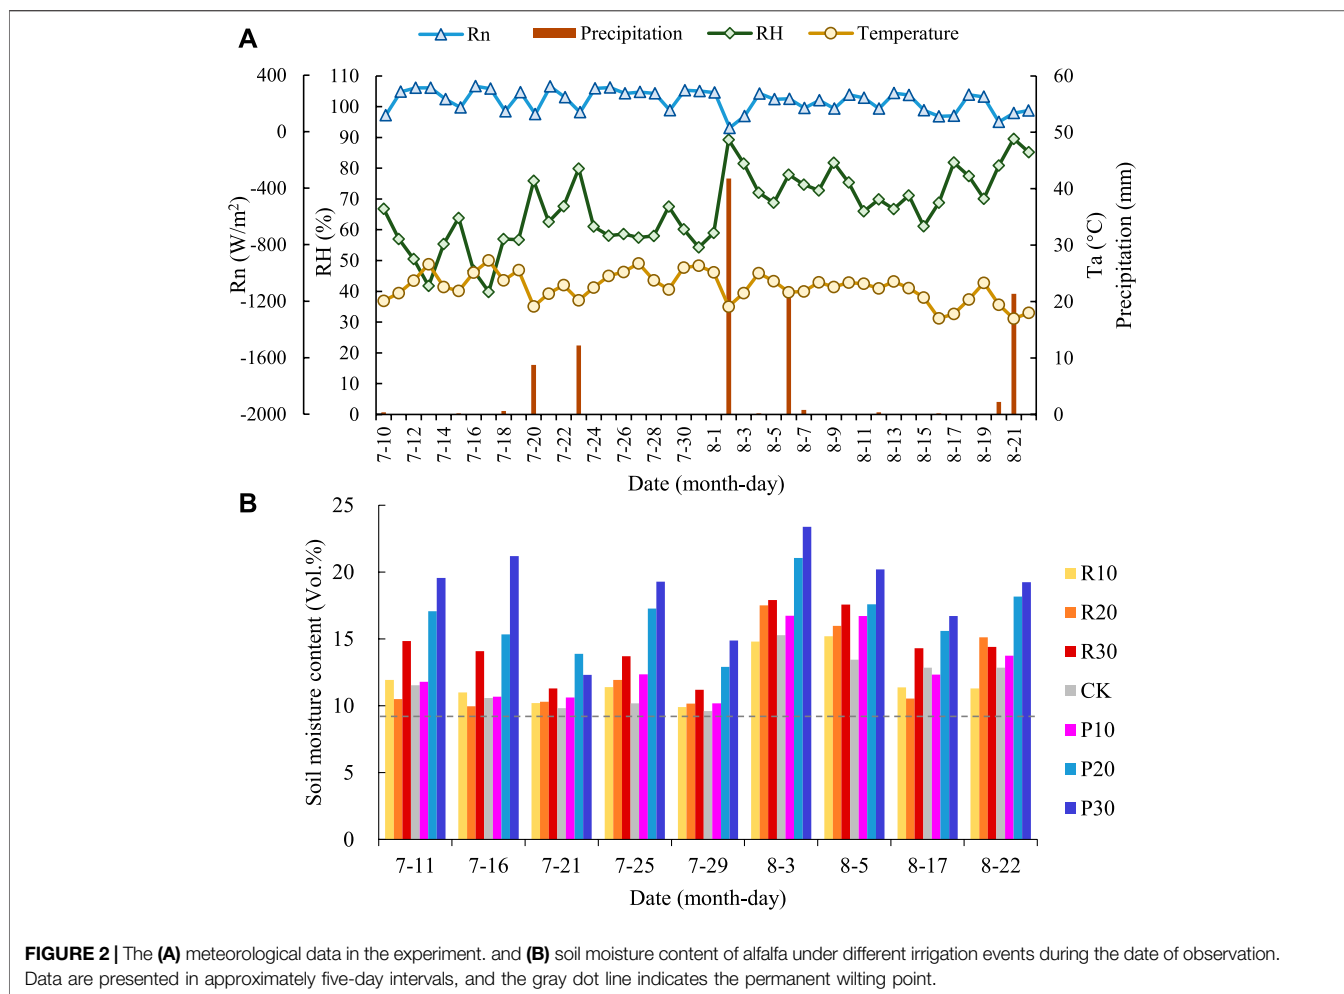 A
Rn Precipitation RH Temperature
400 110 60
100
0 90 50
80
-400 70 40
60
-800 50 30
40
-1200 30 20
20
-1600 10 10
-2000 0 0
Rn (W/m²)
RH (%)
Ta (°C)
Precipitation (mm)
7-10 7-12 7-14 7-16 7-18 7-20 7-22 7-24 7-26 7-28 7-30 8-1 8-3 8-5 8-7 8-9 8-11 8-13 8-15 8-17 8-19 8-21
Date (month-day)
B
25
20
15
10
5
0
Soil moisture content (Vol.%)
7-11 7-16 7-21 7-25 7-29 8-3 8-5 8-17 8-22
Date (month-day)
R10
R20
R30
CK
P10
P20
P30
FIGURE 2 | The (A) meteorological data in the experiment. and (B) soil moisture content of alfalfa under different irrigation events during the date of observation.
Data are presented in approximately five-day intervals, and the gray dot line indicates the permanent wilting point.